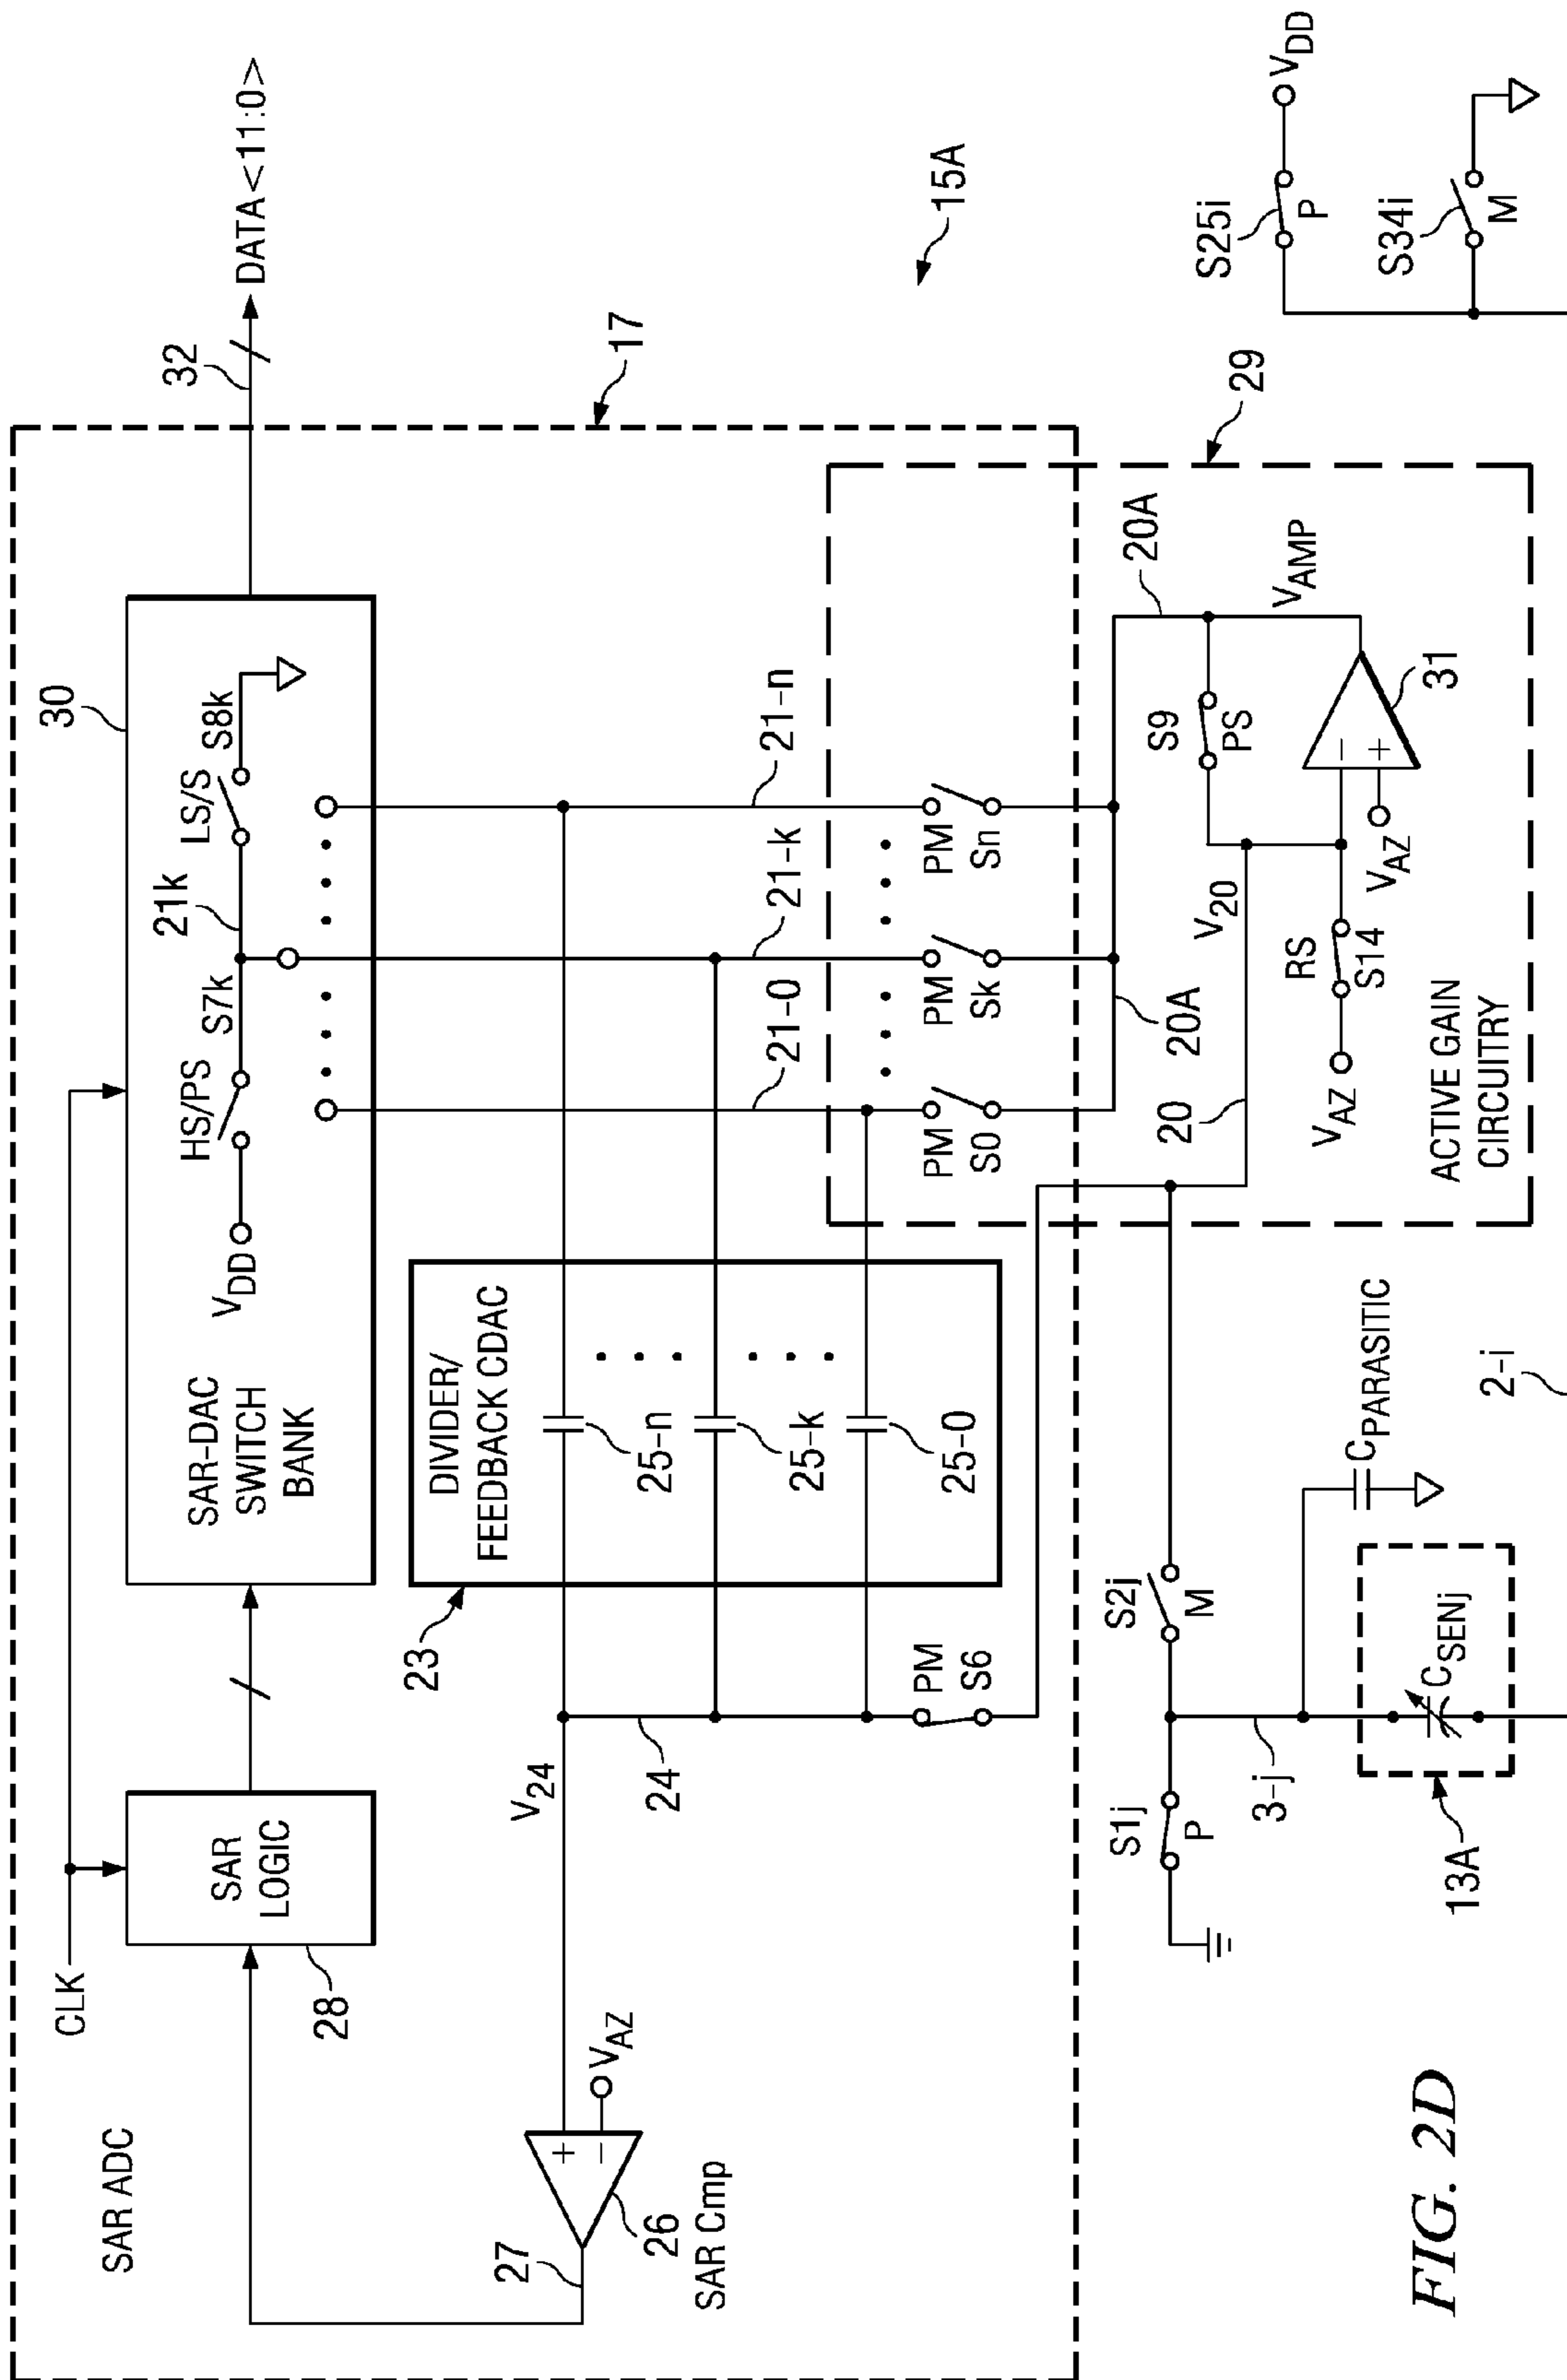 SAR ADC
CLK
28
SAR
LOGIC
30
SAR-DAC
SWITCH
BANK
VDD
HS/PS
S7k
21k
LS/S
S8k
32
DATA<11:0>
17
27
26
SAR Cmp
+
−
VAZ
V24
24
23
DIVIDER/
FEEDBACK CDAC
25-n
25-k
25-0
21-0
21-k
21-n
PM
S6
PM
S0
PM
Sk
PM
Sn
29
20A
20A
20
V20
S9
PS
VAMP
31
−
+
VAZ
RS
S14
VAZ
ACTIVE GAIN
CIRCUITRY
15A
S1j
P
S2j
M
3-j
CPARASITIC
CSENj
13A
2-i
S25i
P
VDD
S34i
M
FIG. 2D